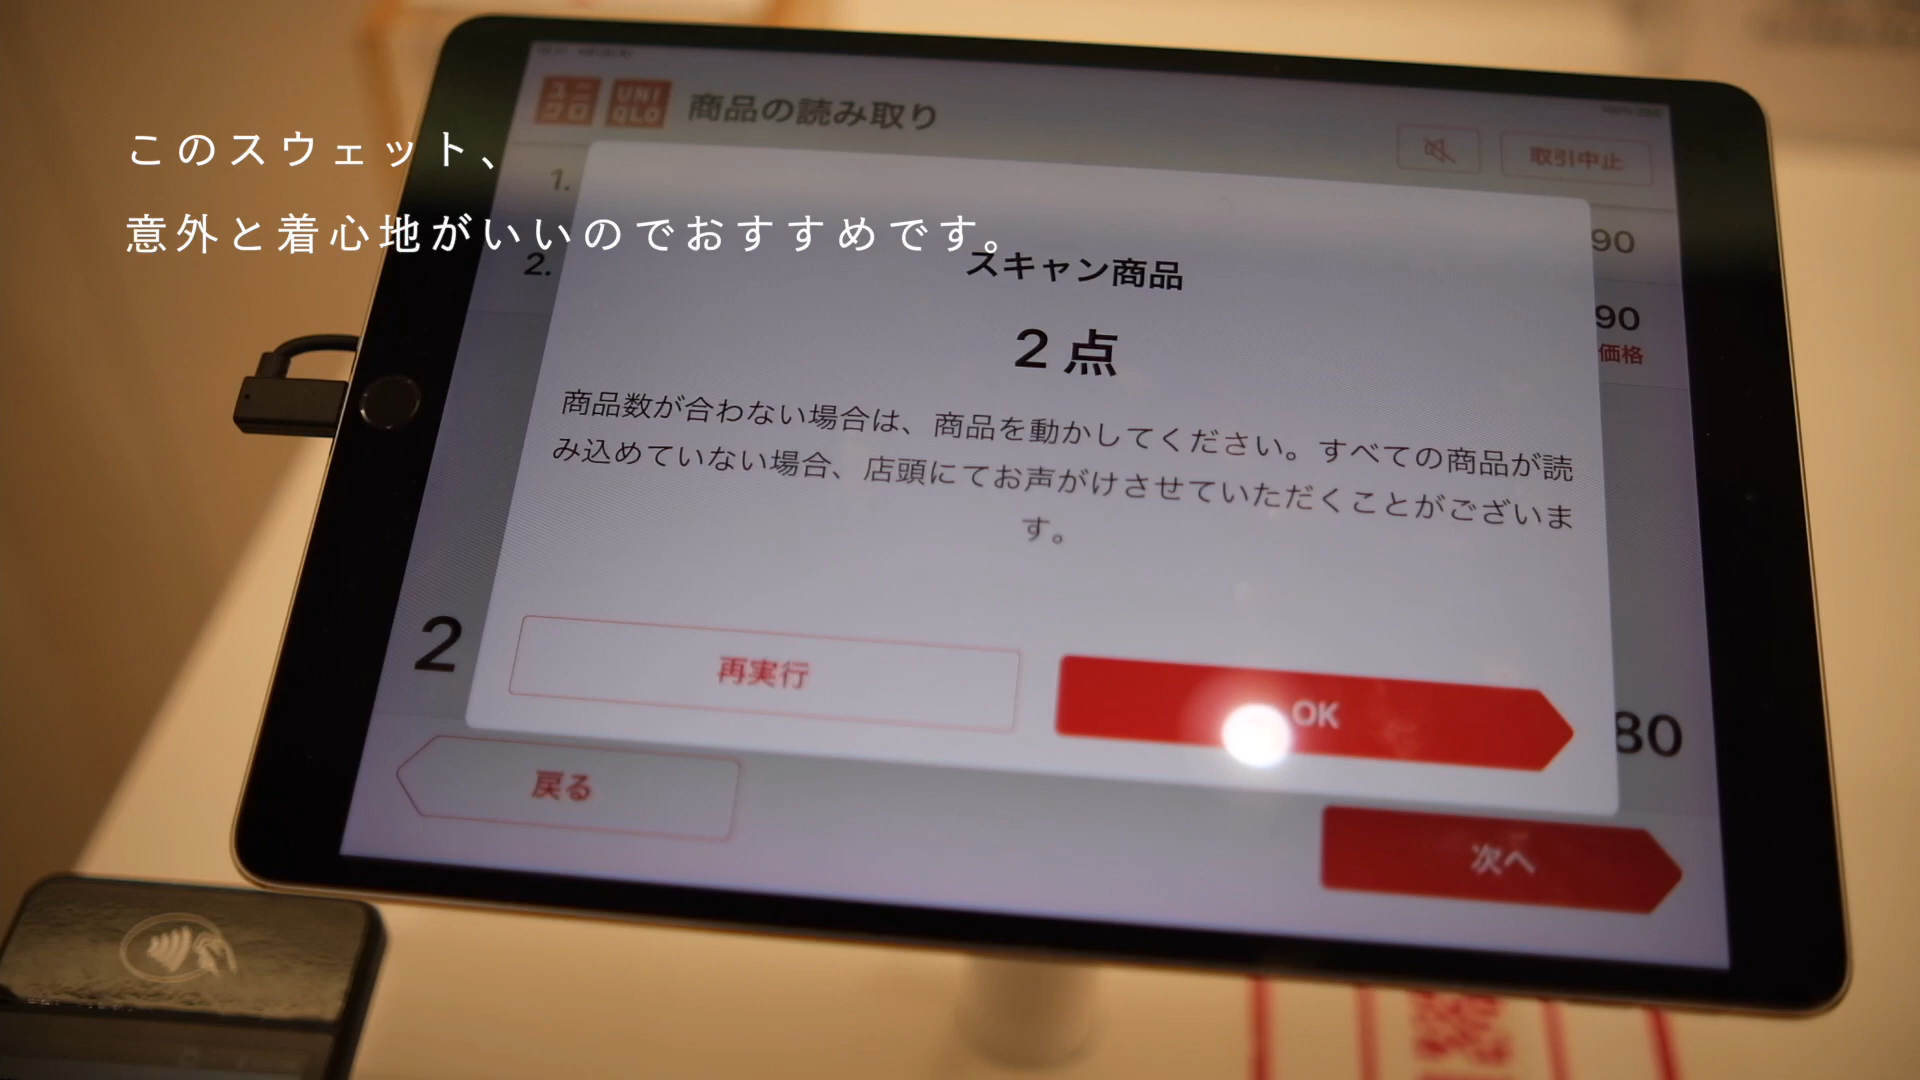 ユニ
クロ
UNI
QLO
商品の読み取り
取引中止
このスウェット、
1.
意外と着心地がいいのでおすすめです。
90
2.
スキャン商品
90
価格
2 点
商品数が合わない場合は、商品を動かしてください。すべての商品が読
み込めていない場合、店頭にてお声がけさせていただくことがございま
す。
2
再実行
OK
80
戻る
次へ